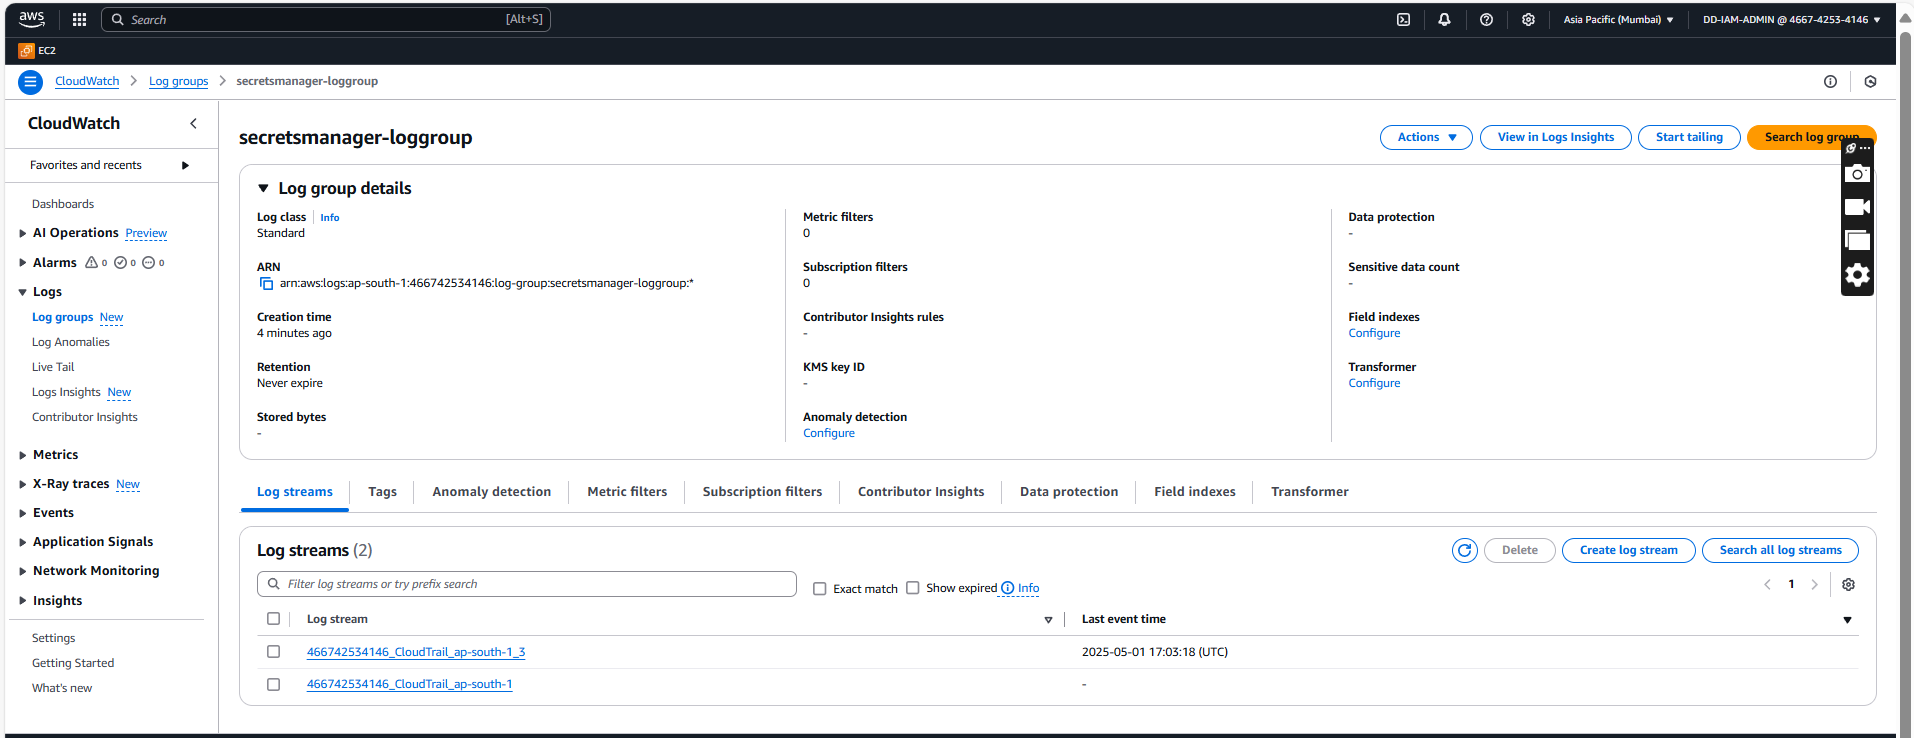 aws
Search [Alt+S]
Asia Pacific (Mumbai) DD-IAM-ADMIN @ 4667-4253-4146
EC2
CloudWatch > Log groups > secretsmanager-loggroup
CloudWatch
Favorites and recents
Dashboards
AI Operations Preview
Alarms 0 0 0
Logs
Log groups New
Log Anomalies
Live Tail
Logs Insights New
Contributor Insights
Metrics
X-Ray traces New
Events
Application Signals
Network Monitoring
Insights
Settings
Getting Started
What's new
secretsmanager-loggroup
Actions View in Logs Insights Start tailing Search log group
Log group details
Log class Info
Standard
ARN
arn:aws:logs:ap-south-1:466742534146:log-group:secretsmanager-loggroup:*
Creation time
4 minutes ago
Retention
Never expire
Stored bytes
-
Metric filters
0
Subscription filters
0
Contributor Insights rules
-
KMS key ID
-
Anomaly detection
Configure
Data protection
-
Sensitive data count
-
Field indexes
Configure
Transformer
Configure
Log streams Tags Anomaly detection Metric filters Subscription filters Contributor Insights Data protection Field indexes Transformer
Log streams (2)
Delete Create log stream Search all log streams
Filter log streams or try prefix search Exact match Show expired Info
1
Log stream Last event time
466742534146_CloudTrail_ap-south-1_3 2025-05-01 17:03:18 (UTC)
466742534146_CloudTrail_ap-south-1 -